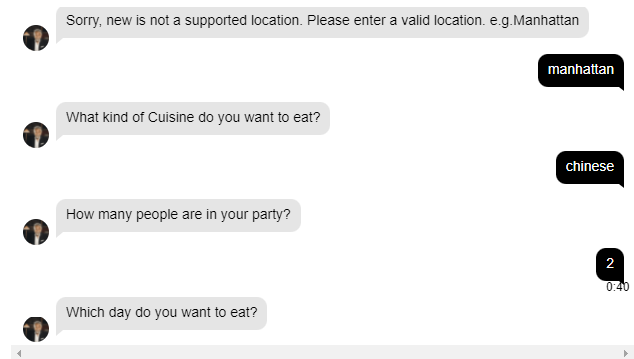 Sorry, new is not a supported location. Please enter a valid location. e.g.Manhattan
manhattan
What kind of Cuisine do you want to eat?
chinese
How many people are in your party?
2
0:40
Which day do you want to eat?